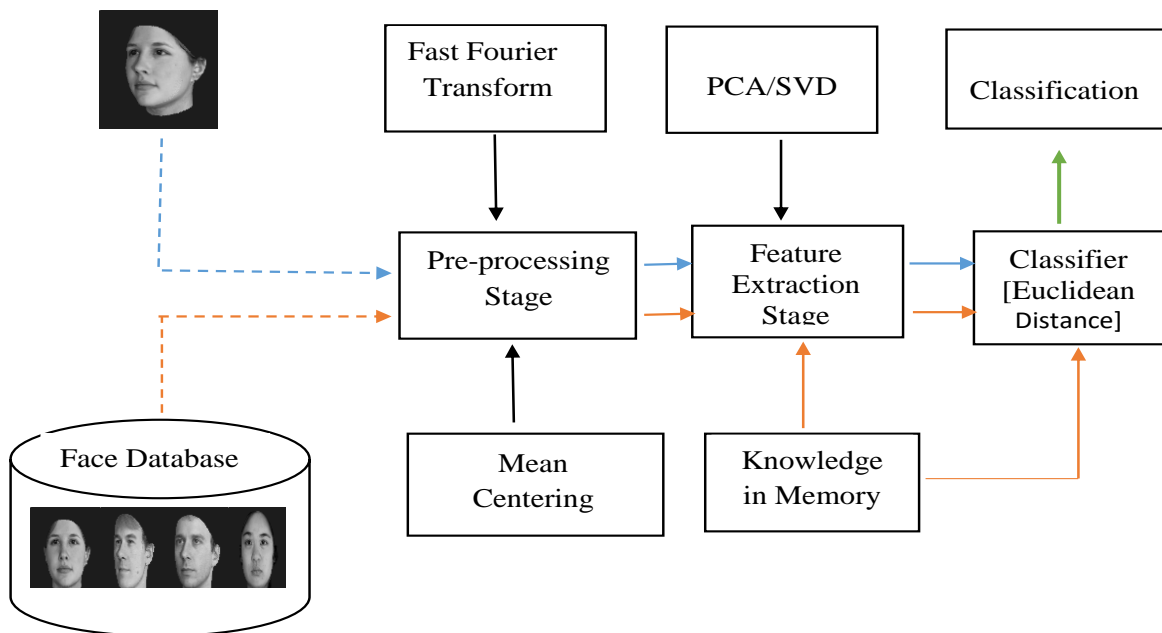 Fast Fourier
Transform
PCA/SVD
Classification
Pre-processing
Stage
Feature
Extraction
Stage
Classifier
[Euclidean
Distance]
Face Database
Mean
Centering
Knowledge
in Memory